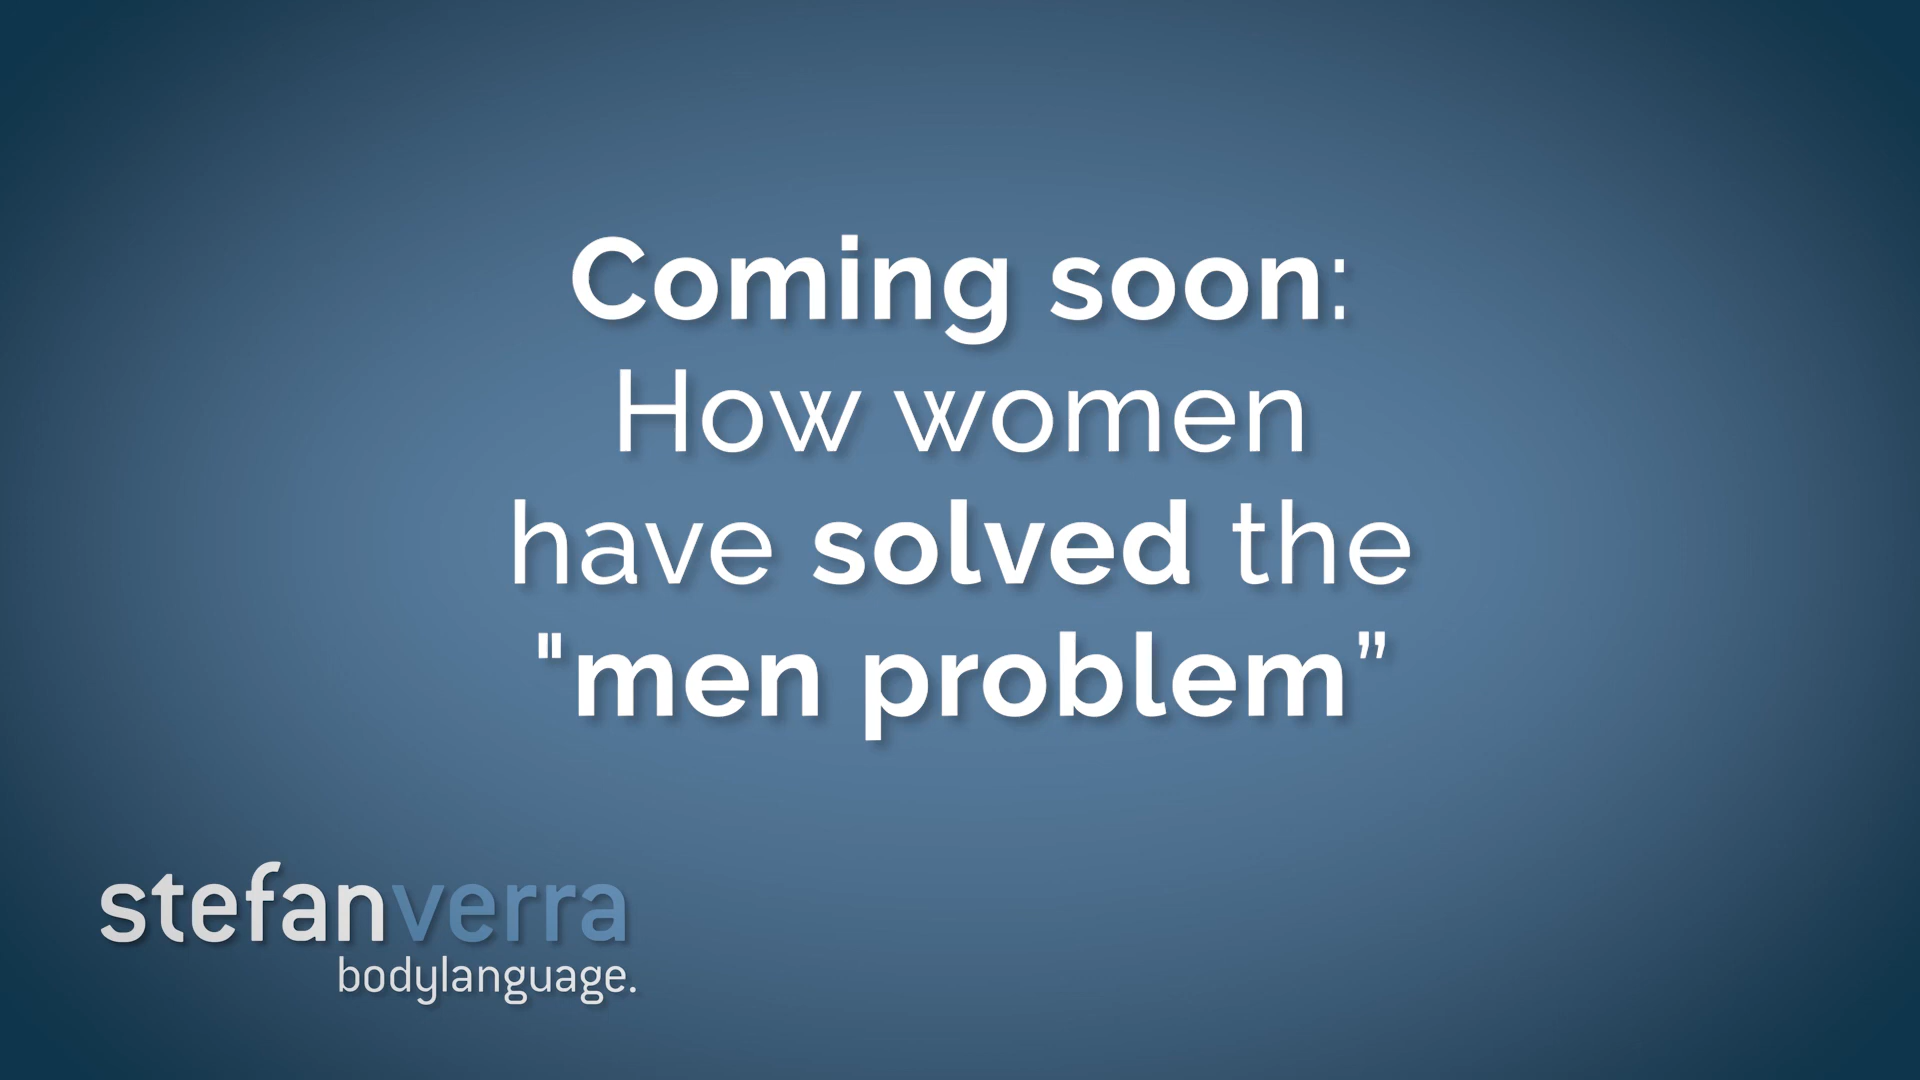 Coming soon:
How women
have solved the
"men problem”
stefanverra
bodylanguage.